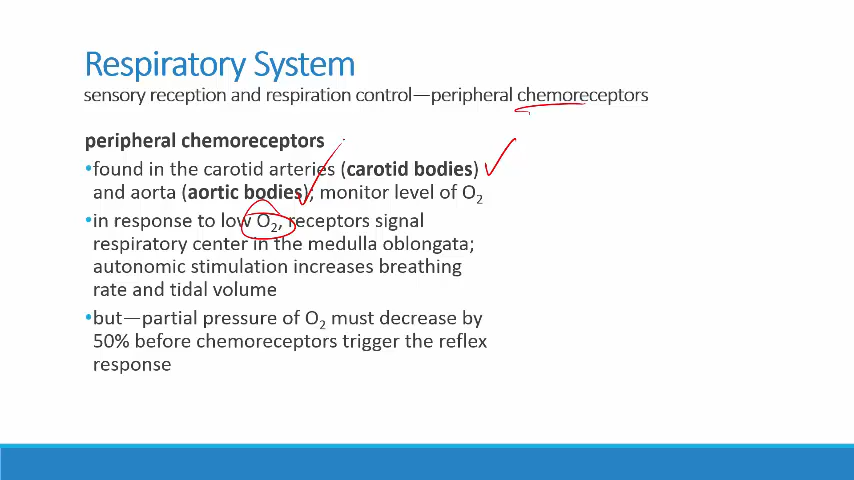 Respiratory System
sensory reception and respiration control—peripheral chemoreceptors
peripheral chemoreceptors
•found in the carotid arteries (carotid bodies)
and aorta (aortic bodies); monitor level of O₂
•in response to low O₂, receptors signal
respiratory center in the medulla oblongata;
autonomic stimulation increases breathing
rate and tidal volume
•but—partial pressure of O₂ must decrease by
50% before chemoreceptors trigger the reflex
response